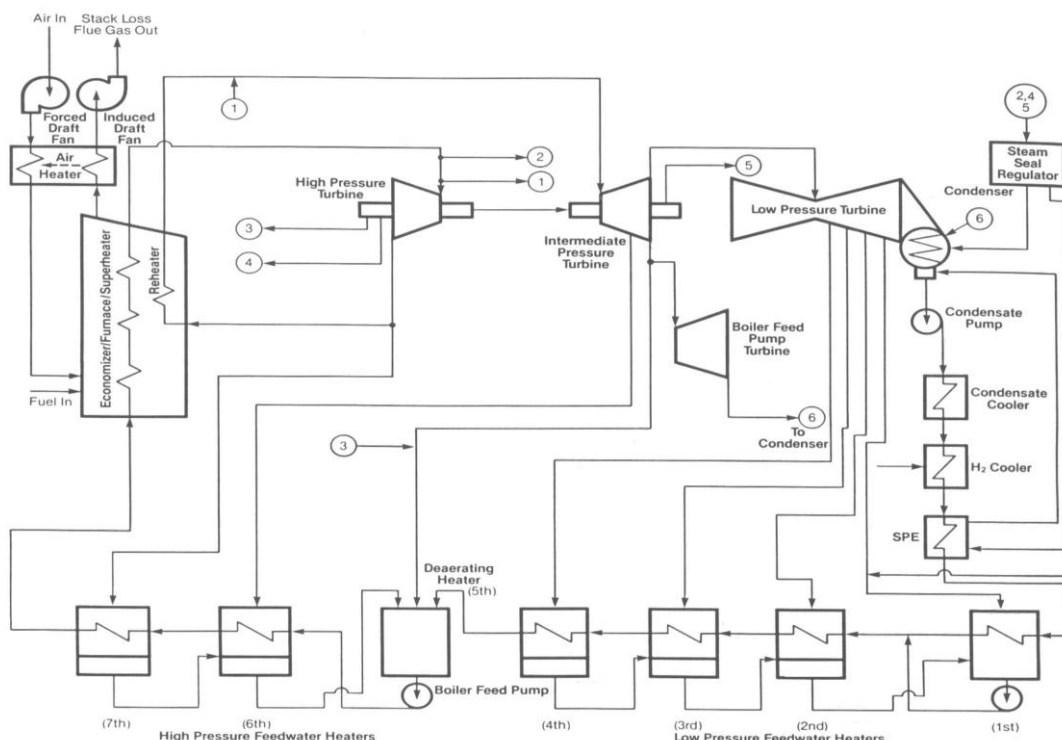 Air In
Stack Loss
Flue Gas Out
Forced
Draft
Fan
Induced
Draft
Fan
Air
Heater
1
2
1
High Pressure
Turbine
3
4
5
Intermediate
Pressure
Turbine
Low Pressure Turbine
2,4
5
Steam
Seal
Regulator
Condenser
6
Condensate
Pump
Economizer/Furnace/Superheater
Reheater
Fuel In
Boiler Feed
Pump
Turbine
6
To
Condenser
3
Condensate
Cooler
H₂ Cooler
SPE
Deaerating
Heater
(5th)
Boiler Feed Pump
(7th)
(6th)
(4th)
(3rd)
(2nd)
(1st)
High Pressure Feedwater Heaters
Low Pressure Feedwater Heaters